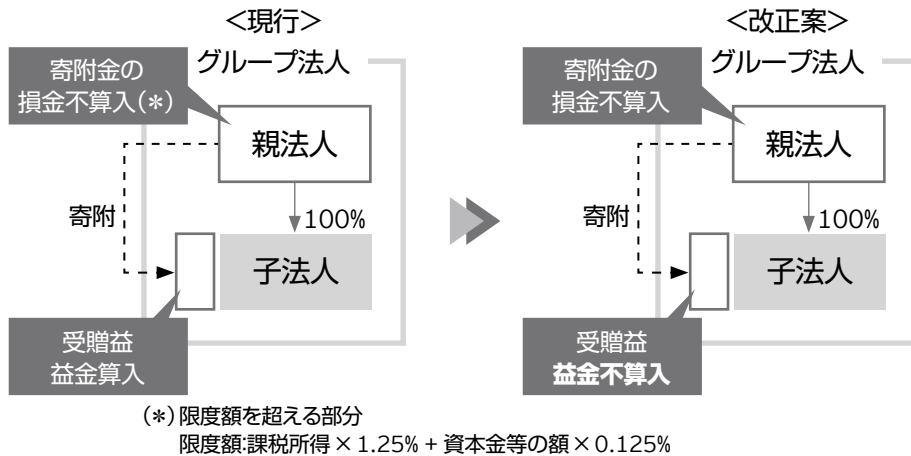 <現行>
グループ法人
寄附金の
損金不算入(*)
親法人
100%
寄附
子法人
受贈益
益金算入
<改正案>
グループ法人
寄附金の
損金不算入
親法人
100%
寄附
子法人
受贈益
益金不算入
(*)限度額を超える部分
限度額:課税所得×1.25% + 資本金等の額×0.125%